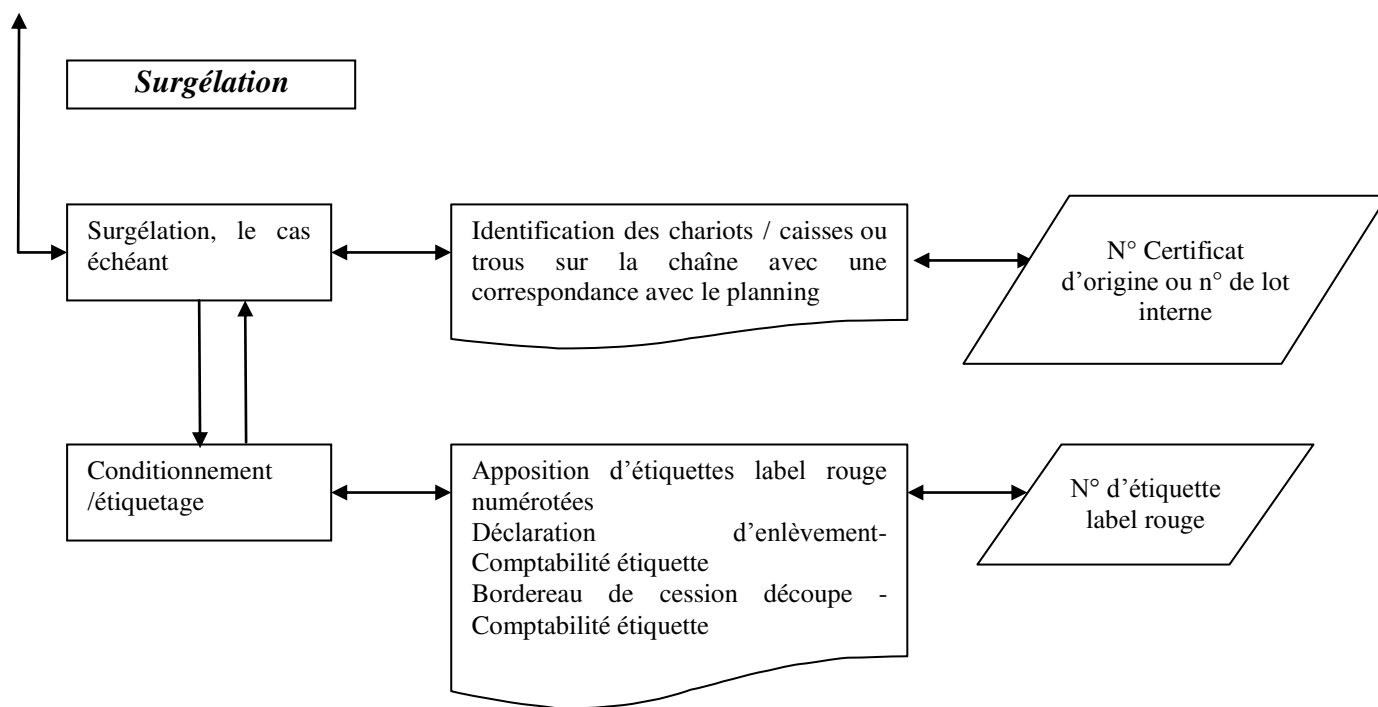 Surgélation
Surgélation, le cas
échéant
Identification des chariots / caisses ou
trous sur la chaîne avec une
correspondance avec le planning
N° Certificat
d'origine ou n° de lot
interne
Conditionnement
/étiquetage
Apposition d'étiquettes label rouge
numérotées
Déclaration d'enlèvement-
Comptabilité étiquette
Bordereau de cession découpe -
Comptabilité étiquette
N° d'étiquette
label rouge